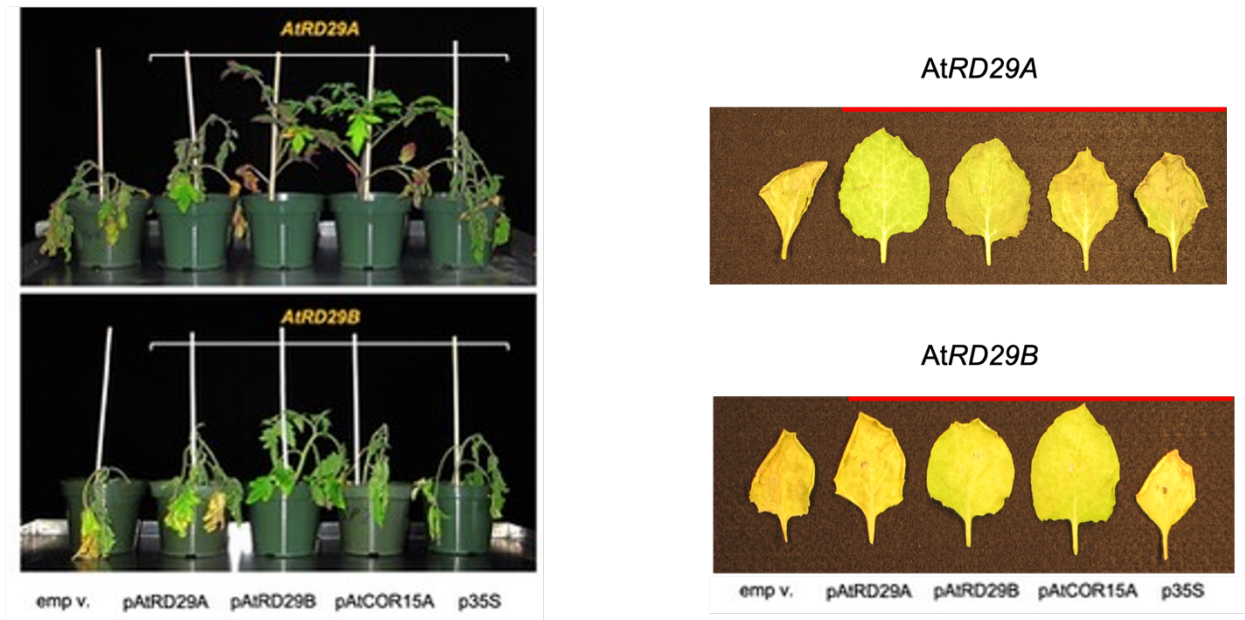 AtRD29A
AtRD29B
emp v. pAtRD29A pAtRD29B pAtCOR15A p35S
AtRD29A
AtRD29B
emp v. pAtRD29A pAtRD29B pAtCOR15A p35S